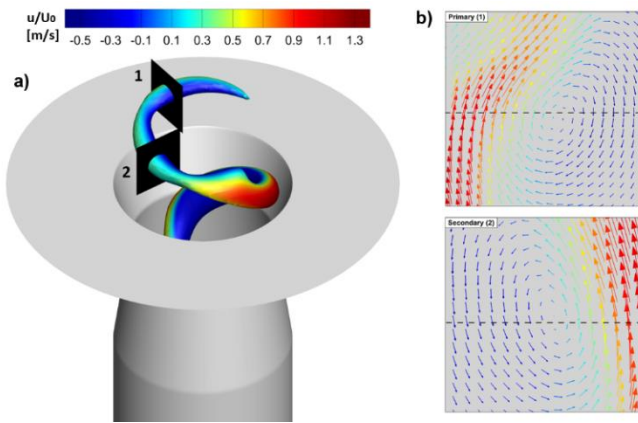 u/U₀
[m/s]
-0.5 -0.3 -0.1 0.1 0.3 0.5 0.7 0.9 1.1 1.3
a)
1
2
b)
Primary (1)
Secondary (2)